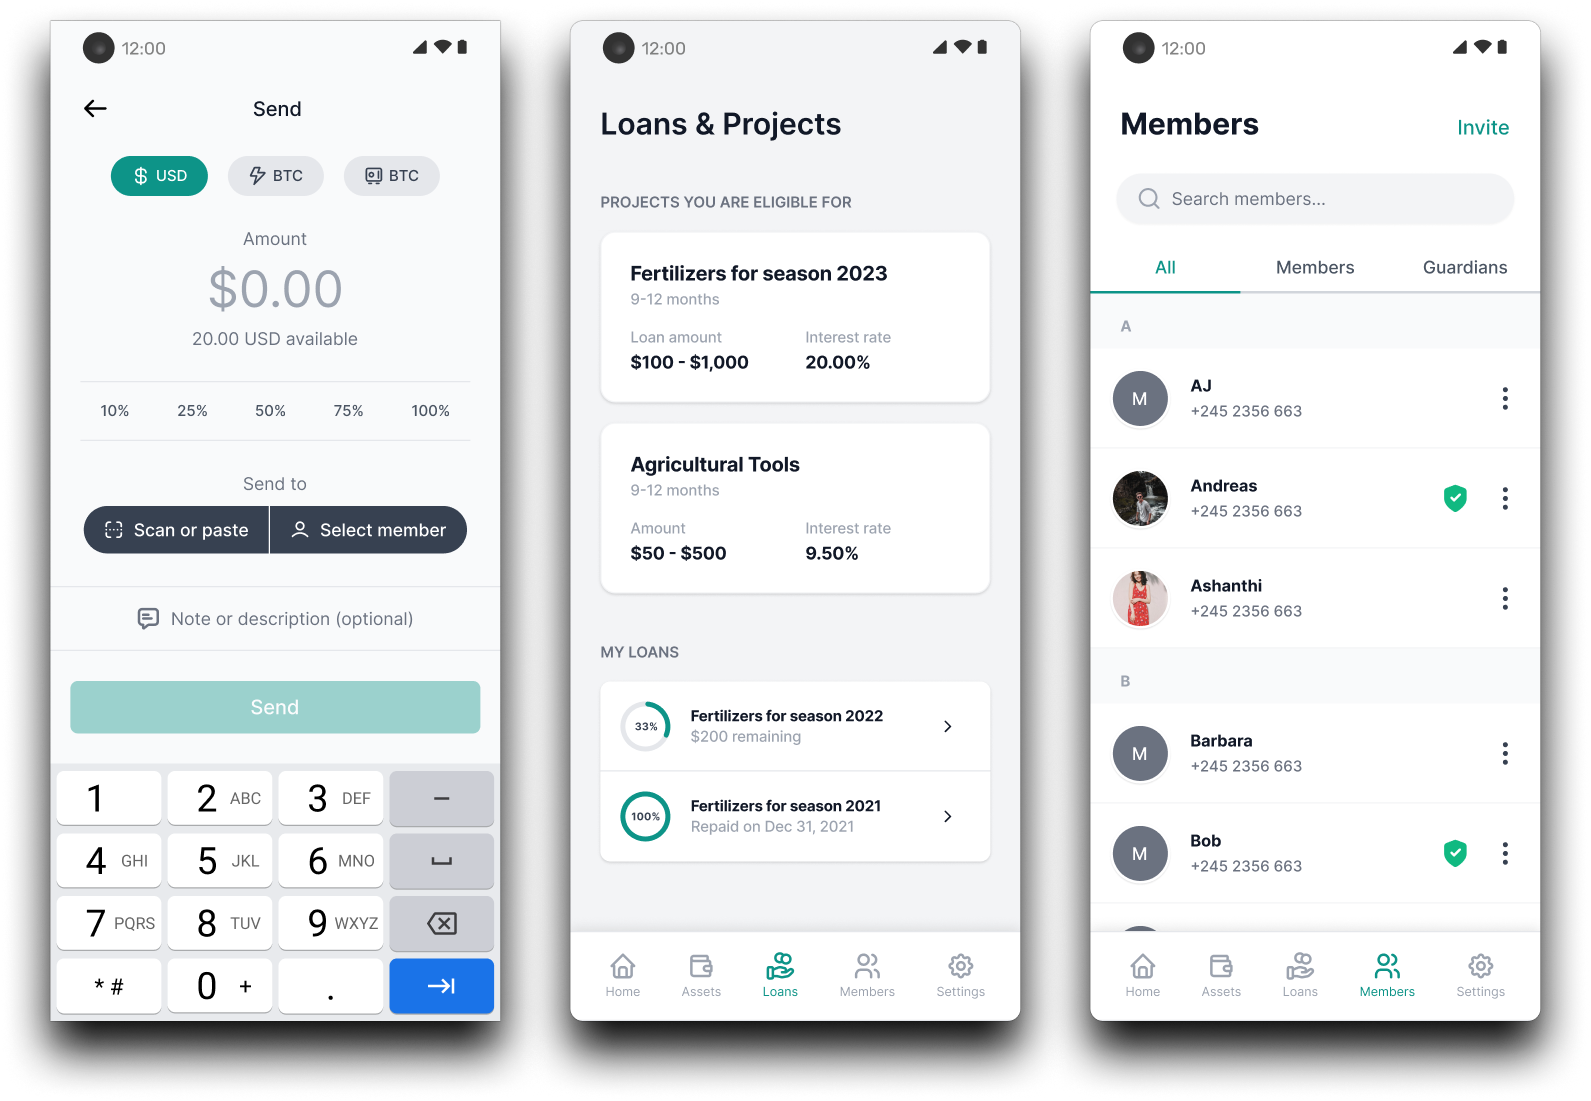 12:00
Send
$ USD
BTC
BTC
Amount
$0.00
20.00 USD available
10% 25% 50% 75% 100%
Send to
Scan or paste
Select member
Note or description (optional)
Send
1 2 ABC 3 DEF –
4 GHI 5 JKL 6 MNO
7 PQRS 8 TUV 9 WXYZ
* # 0 + .
12:00
Loans & Projects
PROJECTS YOU ARE ELIGIBLE FOR
Fertilizers for season 2023
9-12 months
Loan amount Interest rate
$100 - $1,000 20.00%
Agricultural Tools
9-12 months
Amount Interest rate
$50 - $500 9.50%
MY LOANS
33%
Fertilizers for season 2022
$200 remaining
100%
Fertilizers for season 2021
Repaid on Dec 31, 2021
Home Assets Loans Members Settings
12:00
Members
Invite
Search members...
All Members Guardians
A
M
AJ
+245 2356 663
Andreas
+245 2356 663
Ashanthi
+245 2356 663
B
M
Barbara
+245 2356 663
M
Bob
+245 2356 663
Home Assets Loans Members Settings